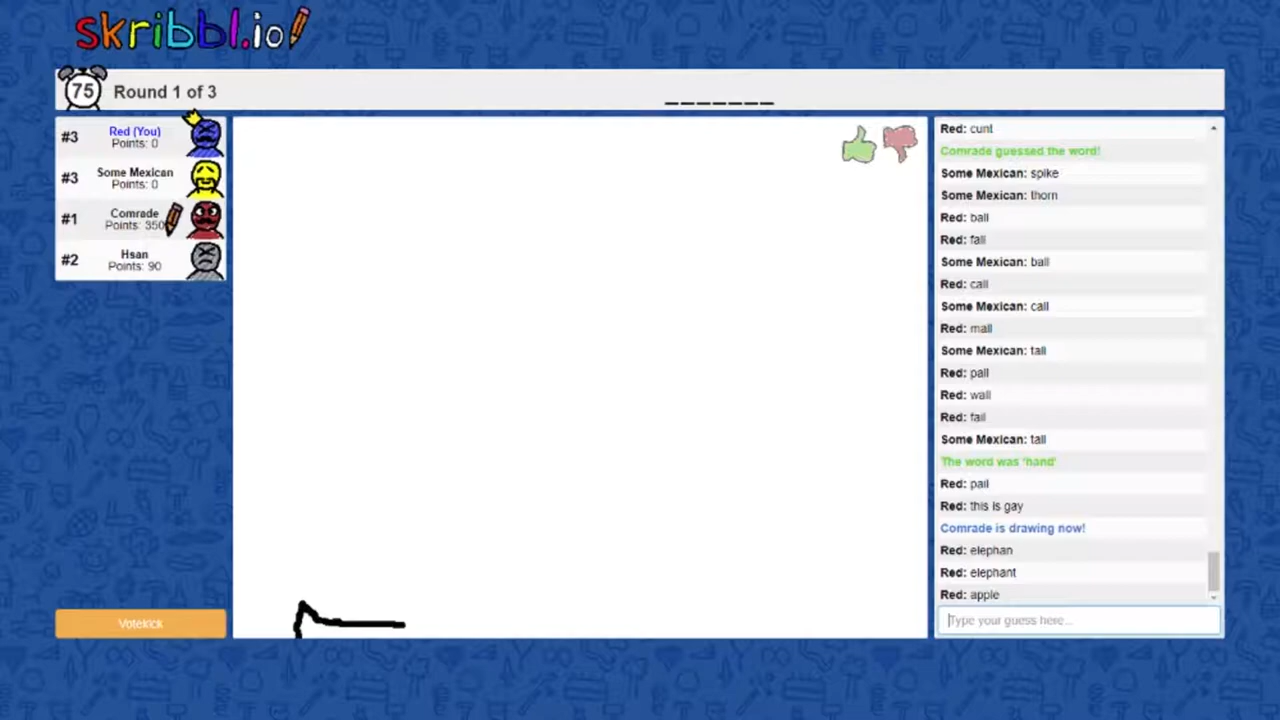 skribbl.io
75
Round 1 of 3
_______
#3
Red (You)
Points: 0
#3
Some Mexican
Points: 0
#1
Comrade
Points: 350
#2
Hsan
Points: 90
Votekick
Red: cunt
Comrade guessed the word!
Some Mexican: spike
Some Mexican: thorn
Red: ball
Red: fall
Some Mexican: ball
Red: call
Some Mexican: call
Red: mall
Some Mexican: tall
Red: pall
Red: wall
Red: fail
Some Mexican: tall
The word was 'hand'
Red: pail
Red: this is gay
Comrade is drawing now!
Red: elephan
Red: elephant
Red: apple
Type your guess here...